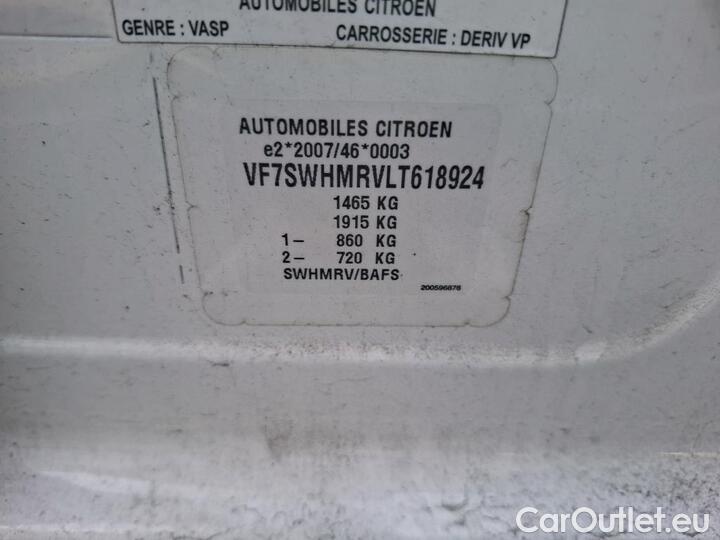 AUTOMOBILES CITROEN
GENRE : VASP CARROSSERIE : DERIV VP
AUTOMOBILES CITROEN
e2*2007/46*0003
VF7SWHMRVLT618924
1465 KG
1915 KG
1– 860 KG
2– 720 KG
SWHMRV/BAFS
200596878
CarOutlet.eu